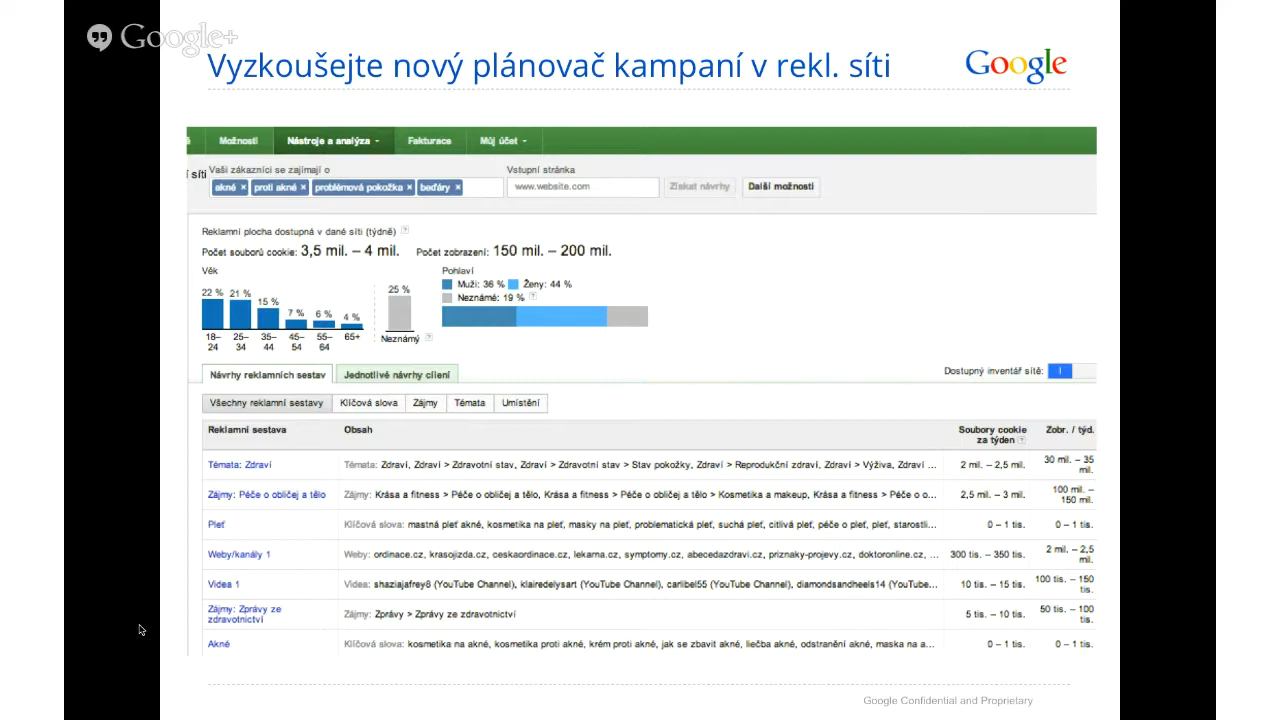 Google+
Vyzkoušejte nový plánovač kampaní v rekl. síti
Google
Možnosti Nástroje a analýza Fakturace Můj účet
í síti
Vaši zákazníci se zajímají o Vstupní stránka
akné × proti akné × problémová pokožka × beďáry × www.website.com Získat návrhy Další možnosti
Reklamní plocha dostupná v dané síti (týdně) ?
Počet souborů cookie: 3,5 mil. – 4 mil. Počet zobrazení: 150 mil. – 200 mil.
Věk
22 % 21 % 15 % 7 % 6 % 4 % 25 %
18–24 25–34 35–44 45–54 55–64 65+ Neznámý ?
Pohlaví
Muži: 36 % Ženy: 44 %
Neznámé: 19 % ?
Návrhy reklamních sestav Jednotlivé návrhy cílení Dostupný inventář sítě:
Všechny reklamní sestavy Klíčová slova Zájmy Témata Umístění
Reklamní sestava Obsah Soubory cookie za týden ? Zobr. / týd.
Témata: Zdraví Témata: Zdraví, Zdraví > Zdravotní stav, Zdraví > Zdravotní stav > Stav pokožky, Zdraví > Reprodukční zdraví, Zdraví > Výživa, Zdraví ... 2 mil. – 2,5 mil. 30 mil. – 35 mil.
Zájmy: Péče o obličej a tělo Zájmy: Krása a fitness > Péče o obličej a tělo, Krása a fitness > Péče o obličej a tělo > Kosmetika a makeup, Krása a fitness > Péče o o... 2,5 mil. – 3 mil. 100 mil. – 150 mil.
Pleť Klíčová slova: mastná pleť akné, kosmetika na pleť, masky na pleť, problematická pleť, suchá pleť, citlivá pleť, péče o pleť, pleť, starostli... 0 – 1 tis. 0 – 1 tis.
Weby/kanály 1 Weby: ordinace.cz, krasojizda.cz, ceskaordinace.cz, lekarna.cz, symptomy.cz, abecedazdravi.cz, priznaky-projevy.cz, doktoronline.cz, ... 300 tis. – 350 tis. 2 mil. – 2,5 mil.
Videa 1 Videa: shaziajafrey8 (YouTube Channel), klairedelysart (YouTube Channel), carlibel55 (YouTube Channel), diamondsandheels14 (YouTube... 10 tis. – 15 tis. 100 tis. – 150 tis.
Zájmy: Zprávy ze zdravotnictví Zájmy: Zprávy > Zprávy ze zdravotnictví 5 tis. – 10 tis. 50 tis. – 100 tis.
Akné Klíčová slova: kosmetika na akné, kosmetika proti akné, krém proti akné, jak se zbavit akné, liečba akné, odstranění akné, maska na a... 0 – 1 tis. 0 – 1 tis.
Google Confidential and Proprietary